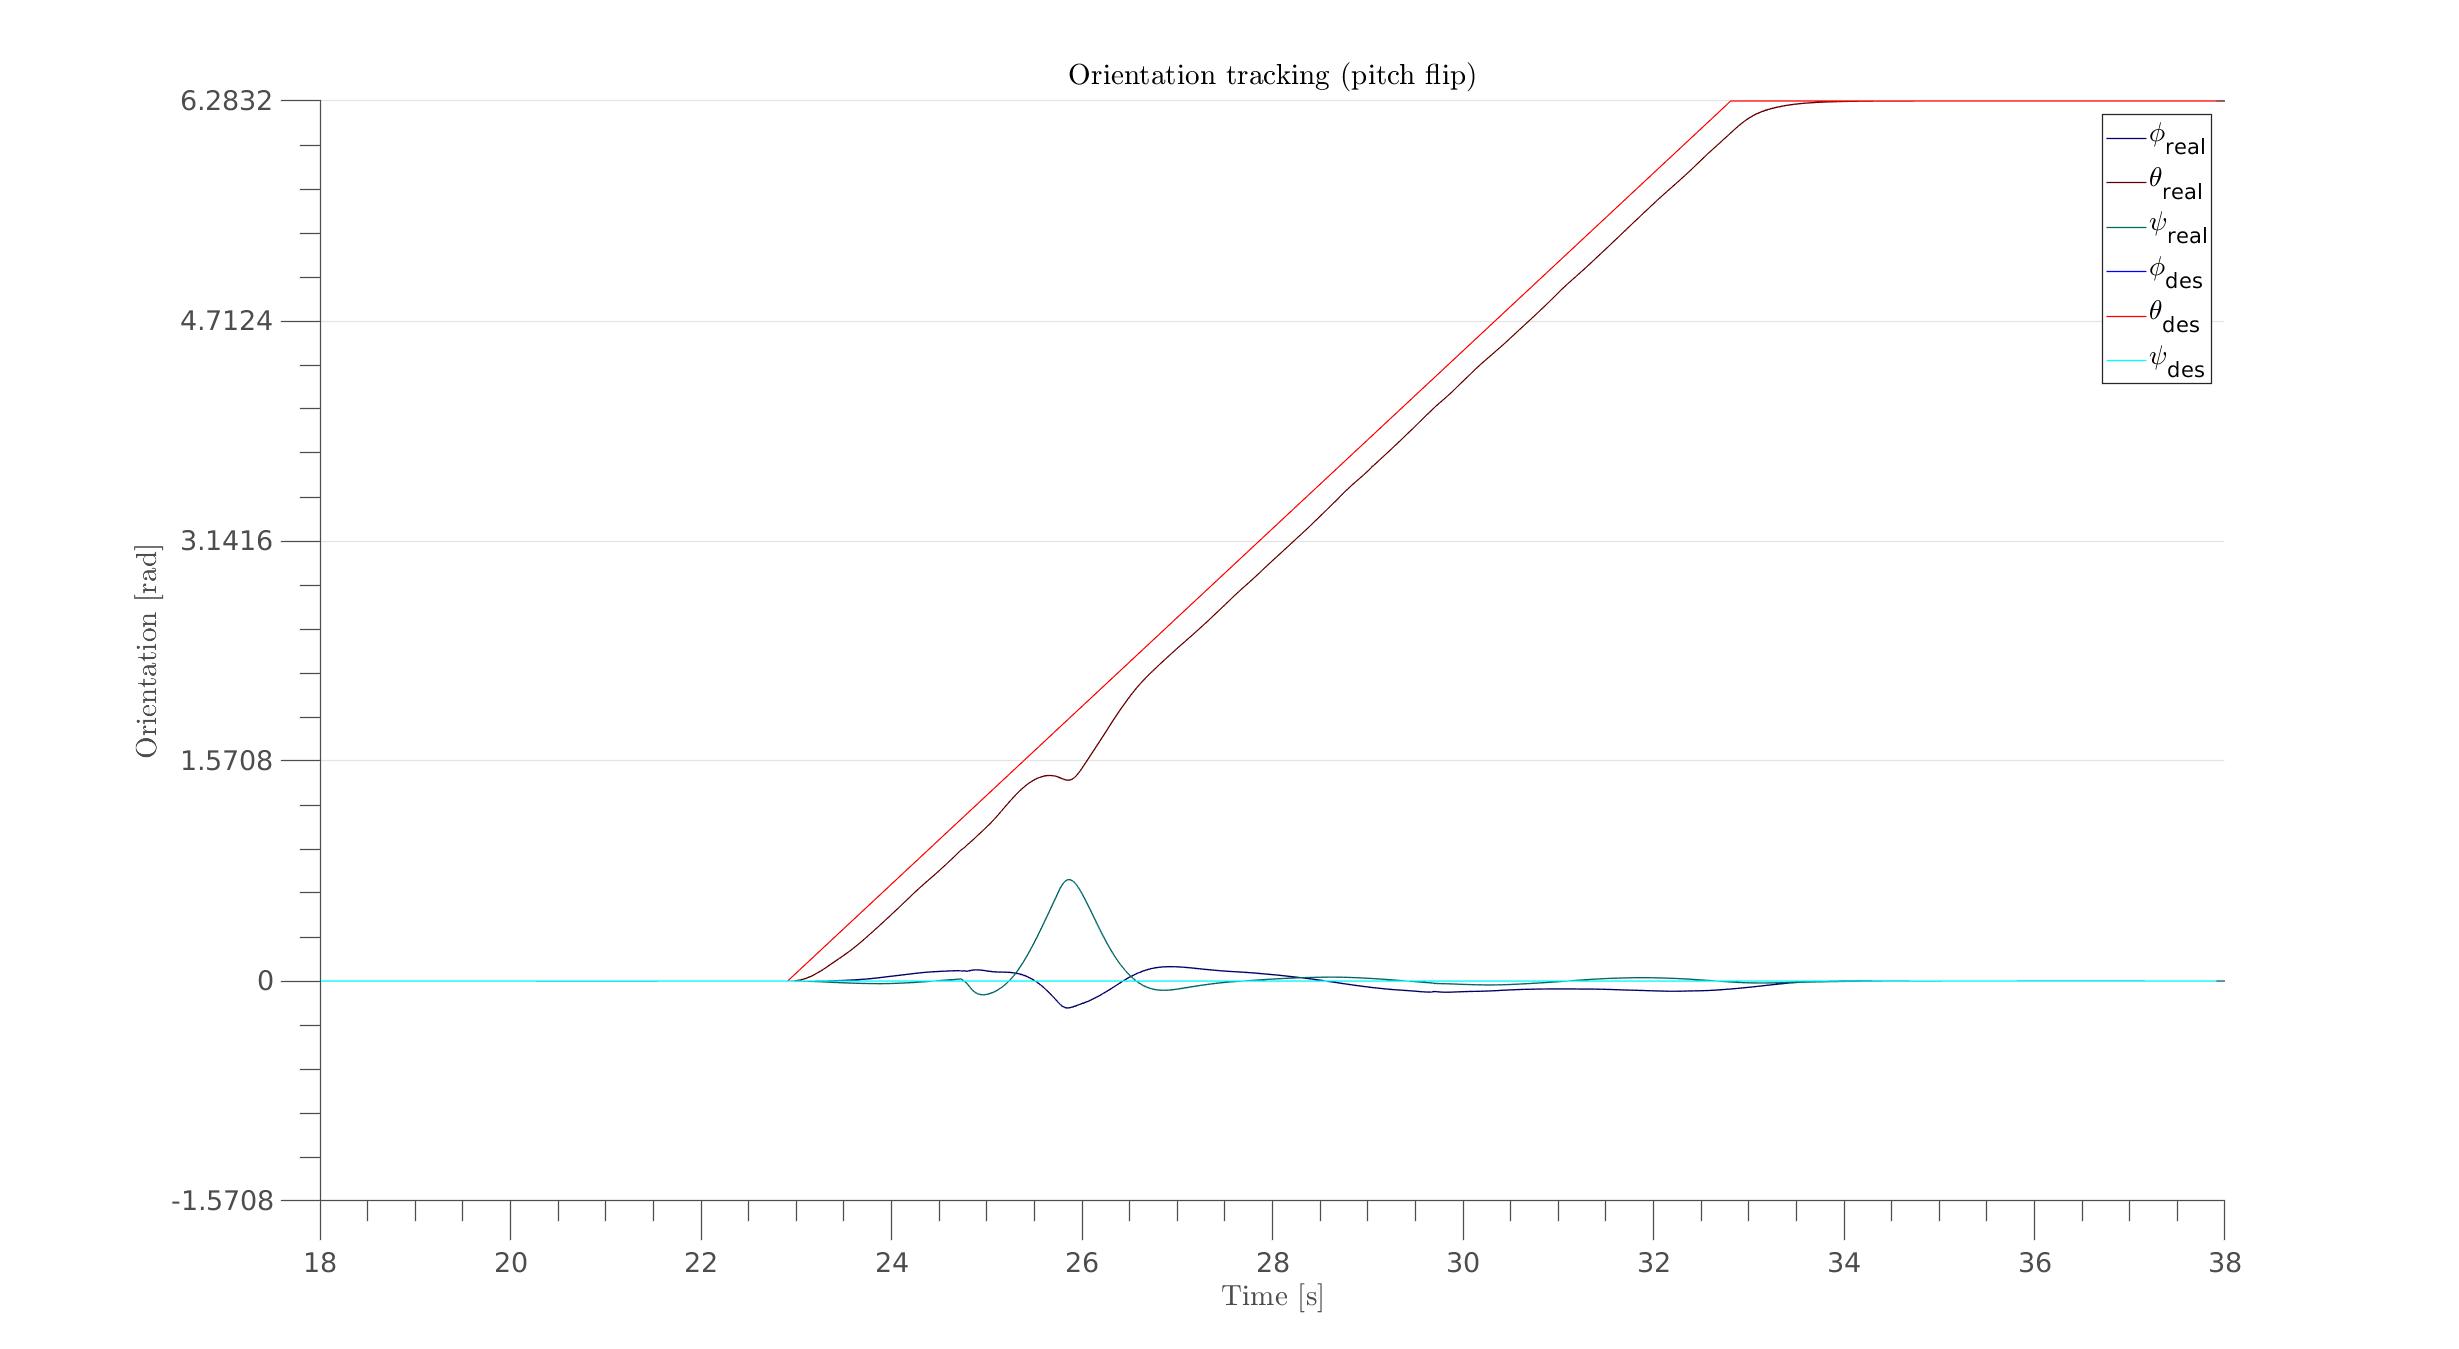 Orientation tracking (pitch flip)
6.2832
4.7124
3.1416
1.5708
0
-1.5708
Orientation [rad]
18 20 22 24 26 28 30 32 34 36 38
Time [s]
ϕreal
θreal
ψreal
ϕdes
θdes
ψdes